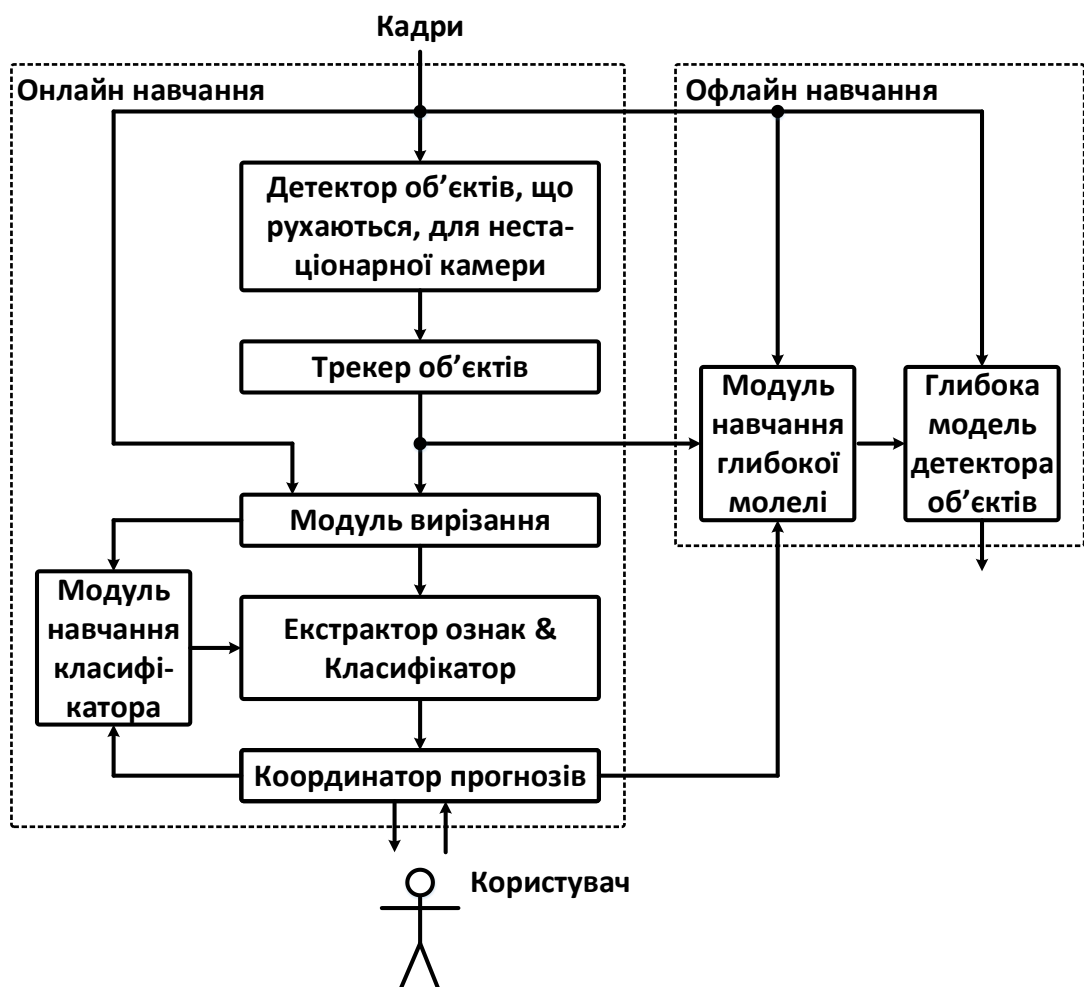 Кадри
Онлайн навчання
Офлайн навчання
Детектор об’єктів, що
рухаються, для неста-
ціонарної камери
Трекер об’єктів
Модуль
навчання
глибокої
молелі
Глибока
модель
детектора
об’єктів
Модуль вирізання
Модуль
навчання
класифі-
катора
Екстрактор ознак &
Класифікатор
Координатор прогнозів
Користувач